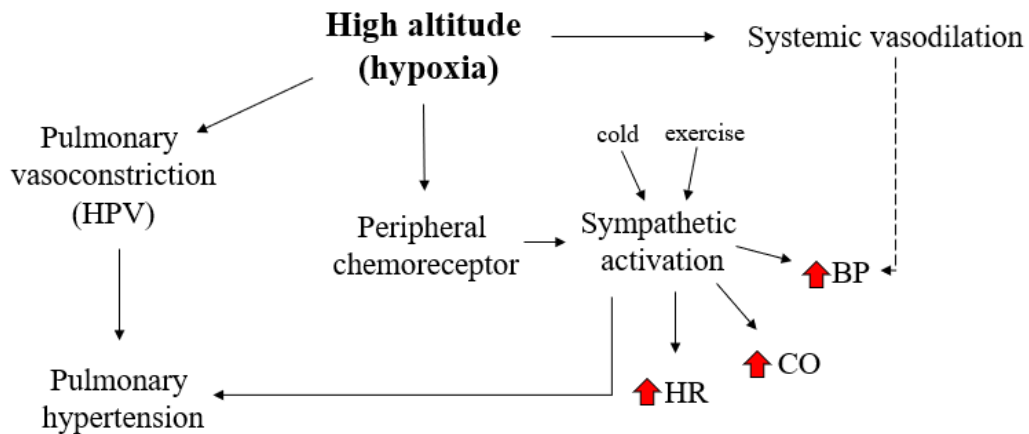 High altitude
(hypoxia)
Systemic vasodilation
Pulmonary
vasoconstriction
(HPV)
cold
exercise
Peripheral
chemoreceptor
Sympathetic
activation
BP
CO
HR
Pulmonary
hypertension